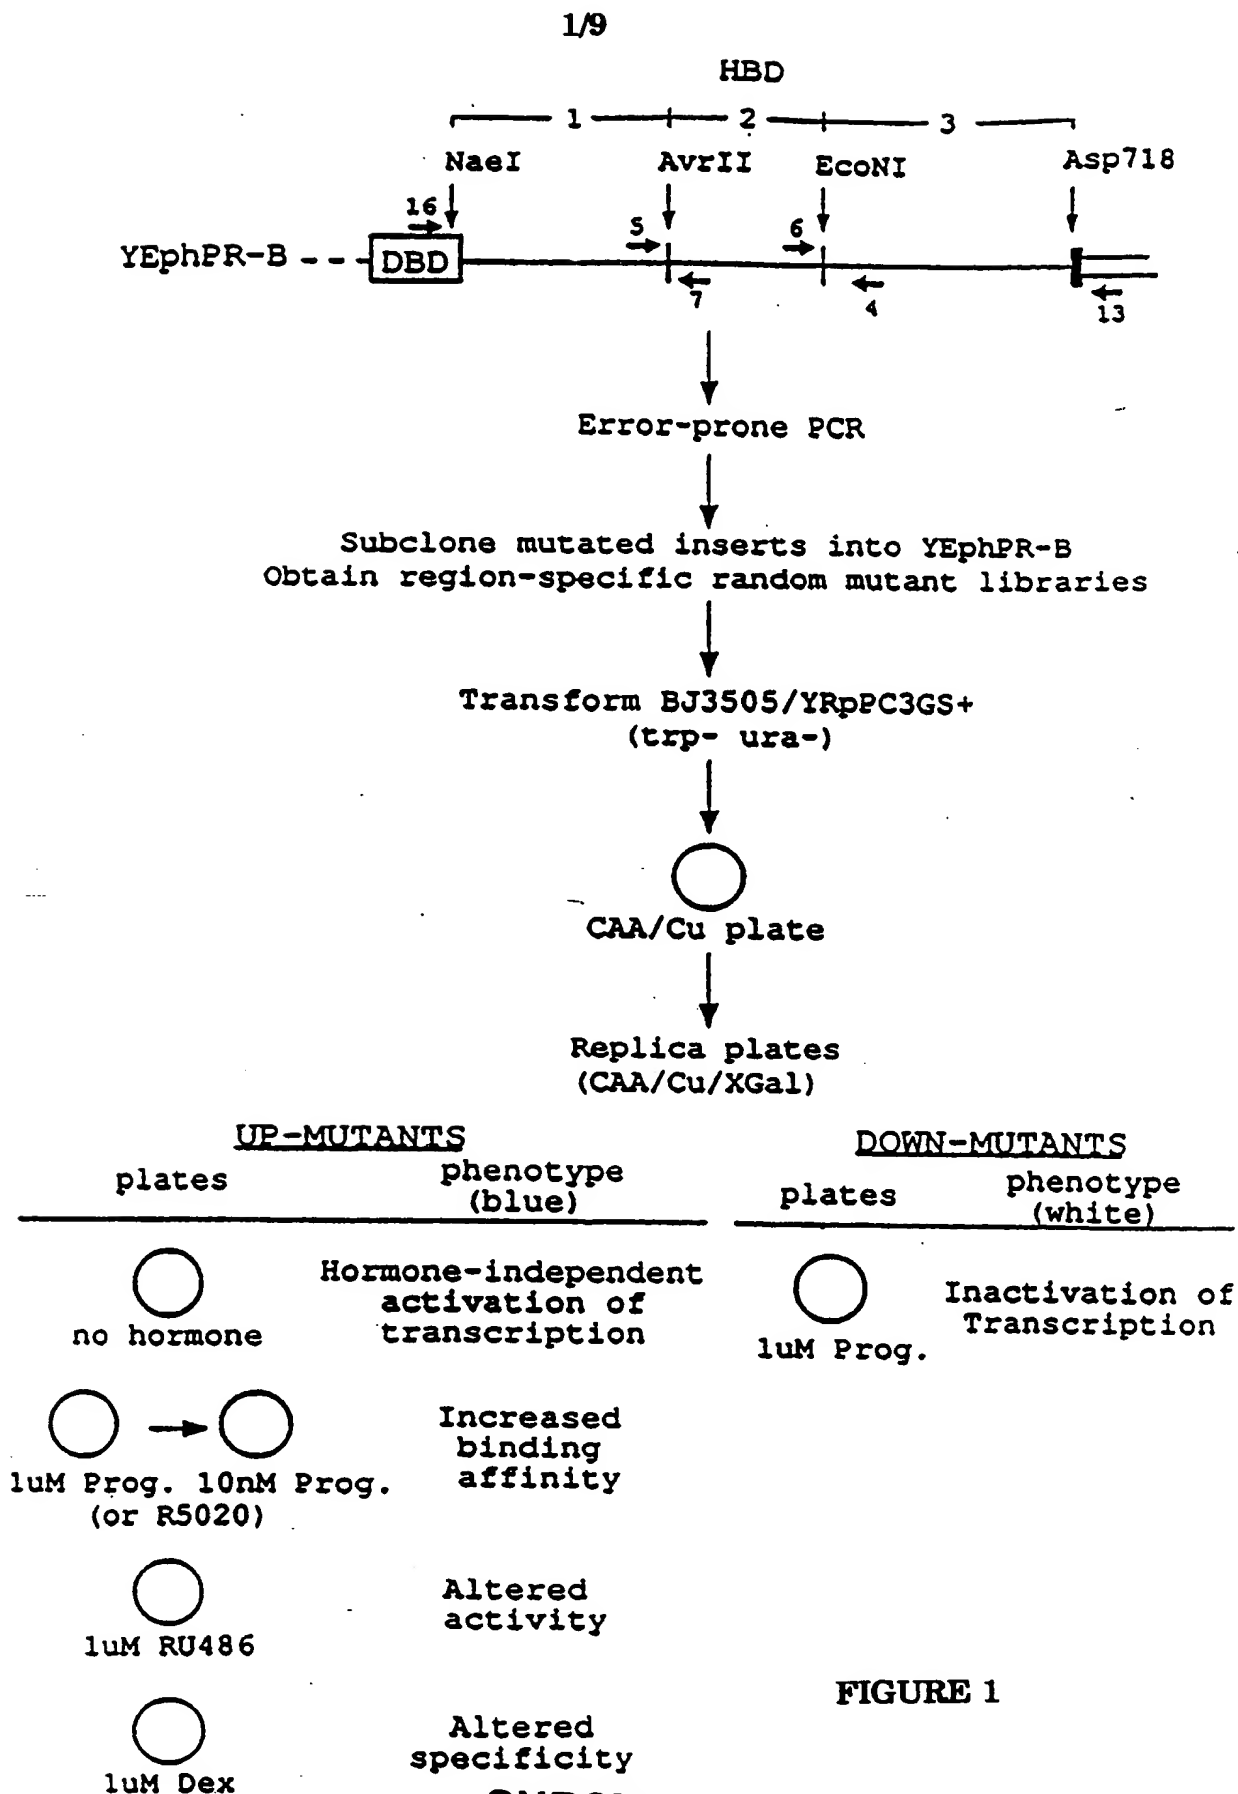 1/9
HBD
1 2 3
NaeI AvrII EcoNI Asp718
16 5 6
YEphPR-B DBD
7 4 13
Error-prone PCR
Subclone mutated inserts into YEphPR-B
Obtain region-specific random mutant libraries
Transform BJ3505/YRpPC3GS+
(trp- ura-)
CAA/Cu plate
Replica plates
(CAA/Cu/XGal)
UP-MUTANTS
plates phenotype
(blue)
DOWN-MUTANTS
plates phenotype
(white)
no hormone
Hormone-independent
activation of
transcription
1uM Prog.
Inactivation of
Transcription
1uM Prog. 10nM Prog.
(or R5020)
Increased
binding
affinity
1uM RU486
Altered
activity
1uM Dex
Altered
specificity
FIGURE 1